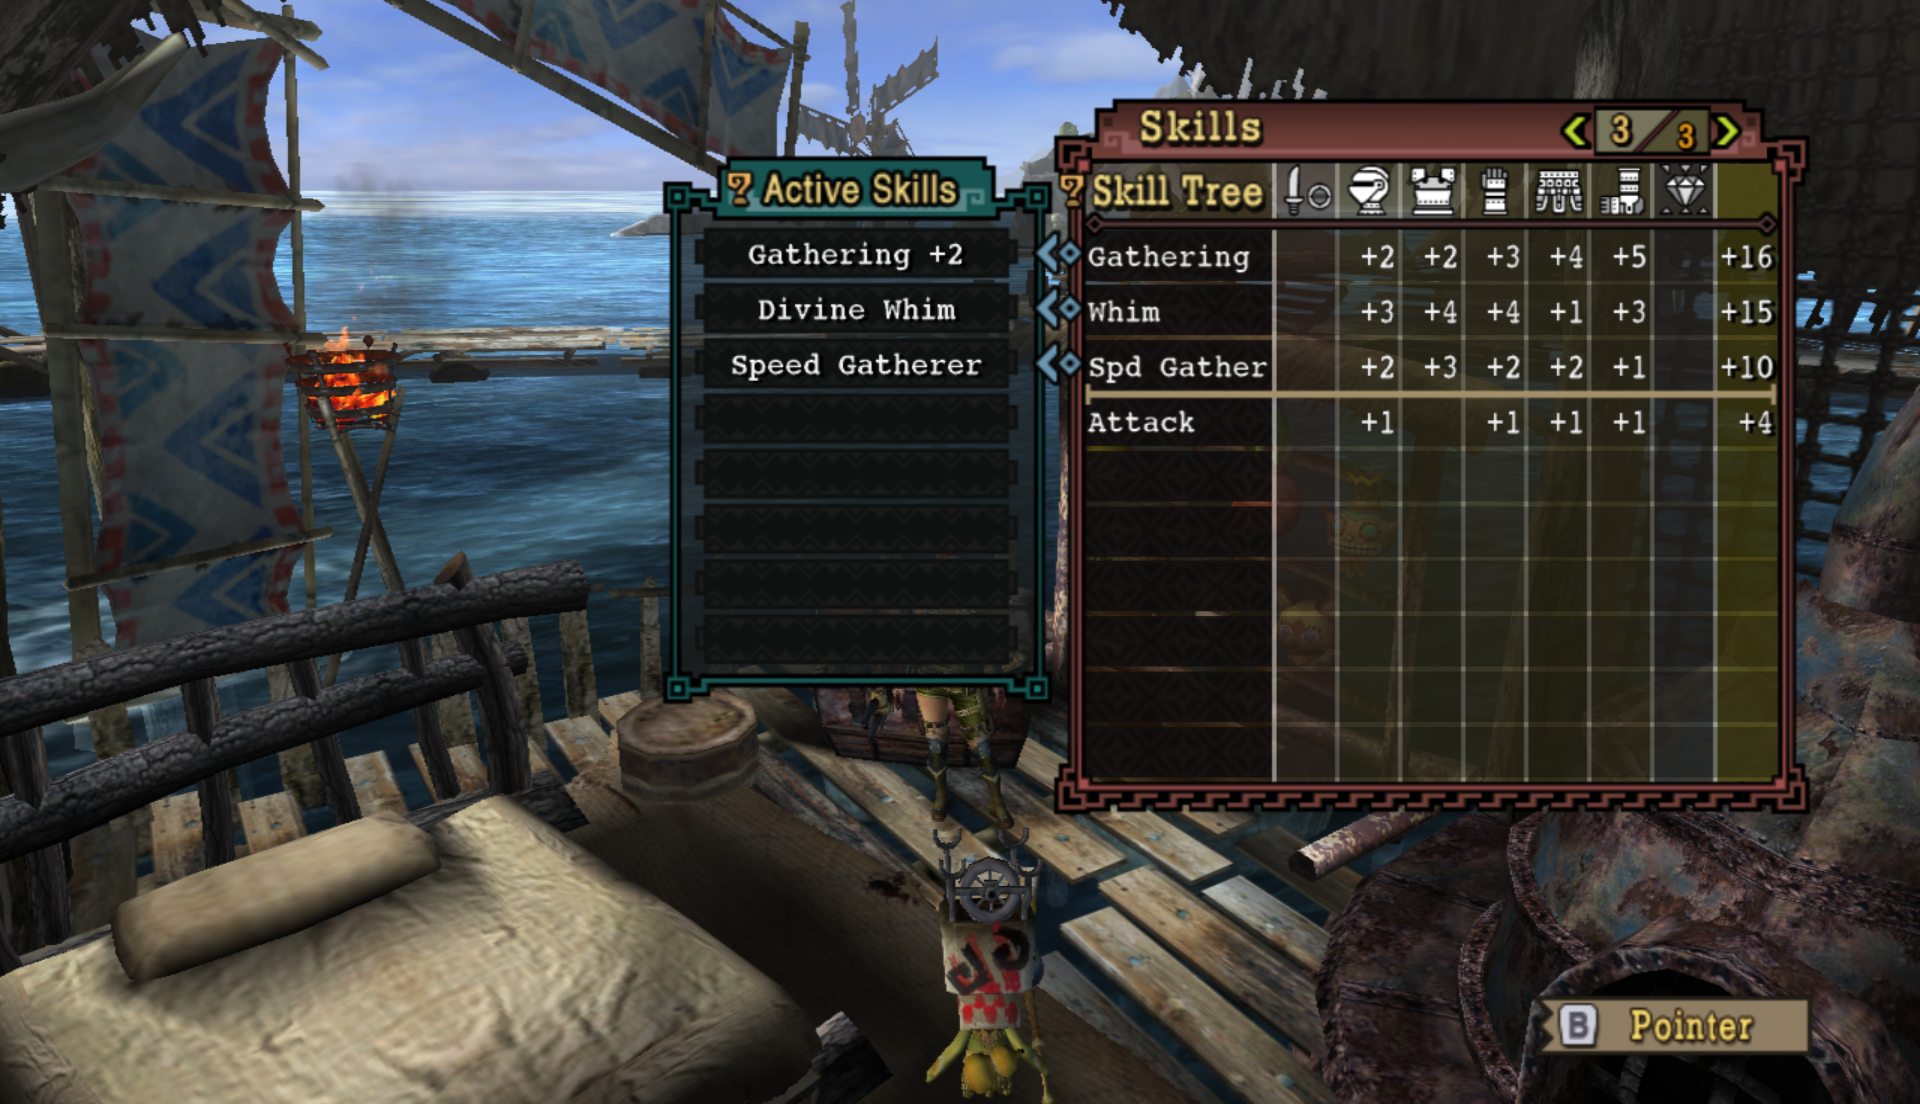 Skills 3/3
? Active Skills
Gathering +2
Divine Whim
Speed Gatherer
? Skill Tree
Gathering +2 +2 +3 +4 +5 +16
Whim +3 +4 +4 +1 +3 +15
Spd Gather +2 +3 +2 +2 +1 +10
Attack +1 +1 +1 +1 +4
B Pointer